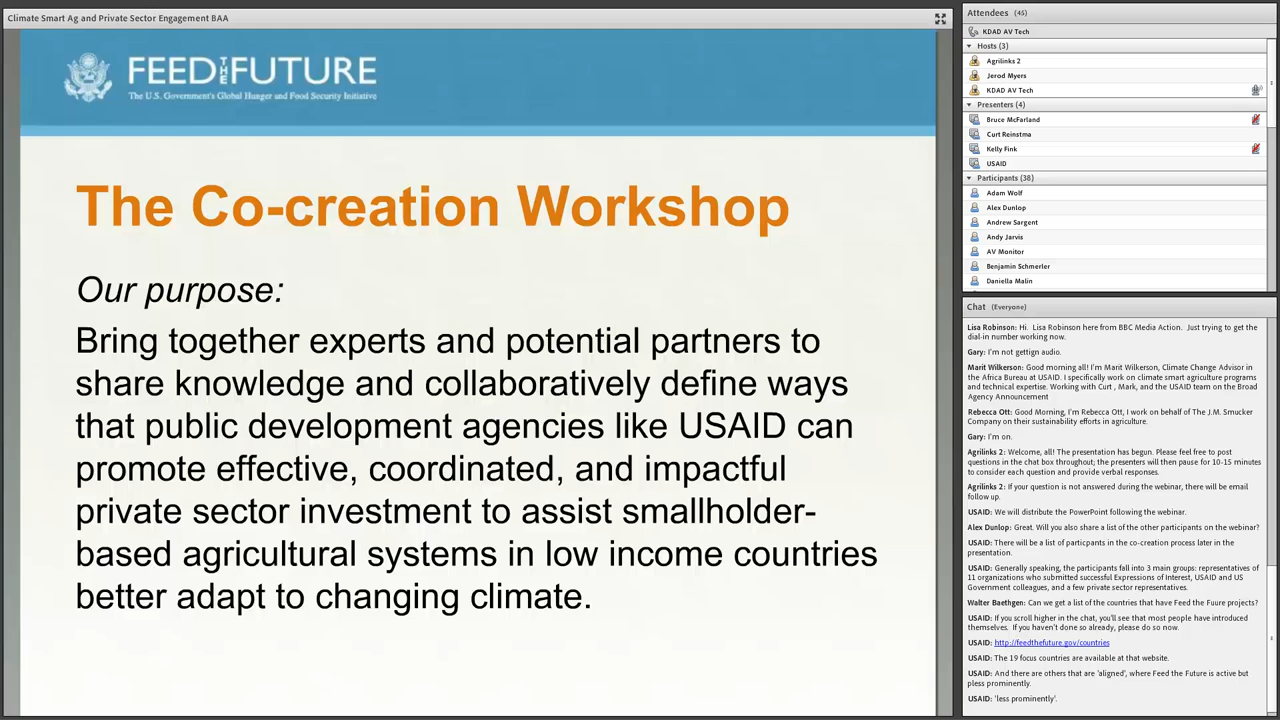 Climate Smart Ag and Private Sector Engagement BAA
FEED THE FUTURE
The U.S. Government's Global Hunger and Food Security Initiative
The Co-creation Workshop
Our purpose:
Bring together experts and potential partners to
share knowledge and collaboratively define ways
that public development agencies like USAID can
promote effective, coordinated, and impactful
private sector investment to assist smallholder-
based agricultural systems in low income countries
better adapt to changing climate.
Attendees (45)
KDAD AV Tech
Hosts (3)
Agrilinks 2
Jerod Myers
KDAD AV Tech
Presenters (4)
Bruce McFarland
Curt Reinstma
Kelly Fink
USAID
Participants (38)
Adam Wolf
Alex Dunlop
Andrew Sargent
Andy Jarvis
AV Monitor
Benjamin Schmerler
Daniella Malin
Chat (Everyone)
Lisa Robinson: Hi. Lisa Robinson here from BBC Media Action. Just trying to get the
dial-in number working now.
Gary: I'm not gettign audio.
Marit Wilkerson: Good morning all! I'm Marit Wilkerson, Climate Change Advisor in
the Africa Bureau at USAID. I specifically work on climate smart agriculture programs
and technical expertise. Working with Curt , Mark, and the USAID team on the Broad
Agency Announcement
Rebecca Ott: Good Morning, I'm Rebecca Ott, I work on behalf of The J.M. Smucker
Company on their sustainability efforts in agriculture.
Gary: I'm on.
Agrilinks 2: Welcome, all! The presentation has begun. Please feel free to post
questions in the chat box throughout; the presenters will then pause for 10-15 minutes
to consider each question and provide verbal responses.
Agrilinks 2: If your question is not answered during the webinar, there will be email
follow up.
USAID: We will distribute the PowerPoint following the webinar.
Alex Dunlop: Great. Will you also share a list of the other participants on the webinar?
USAID: There will be a list of particpants in the co-creation process later in the
presentation.
USAID: Generally speaking, the participants fall into 3 main groups: representatives of
11 organizations who submitted successful Expressions of Interest, USAID and US
Government colleagues, and a few private sector representatives.
Walter Baethgen: Can we get a list of the countries that have Feed the Fuure projects?
USAID: If you scroll higher in the chat, you'll see that most people have introduced
themselves. If you haven't done so already, please do so now.
USAID: http://feedthefuture.gov/countries
USAID: The 19 focus countries are available at that website.
USAID: And there are others that are 'aligned', where Feed the Future is active but
pless prominently.
USAID: 'less prominently'.